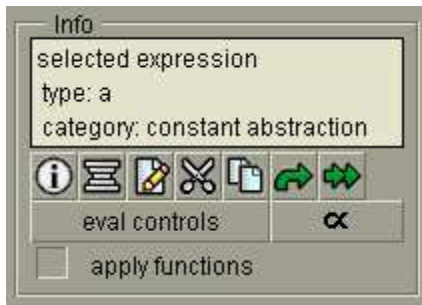 Info
selected expression
type: a
category: constant abstraction
eval controls
α
apply functions